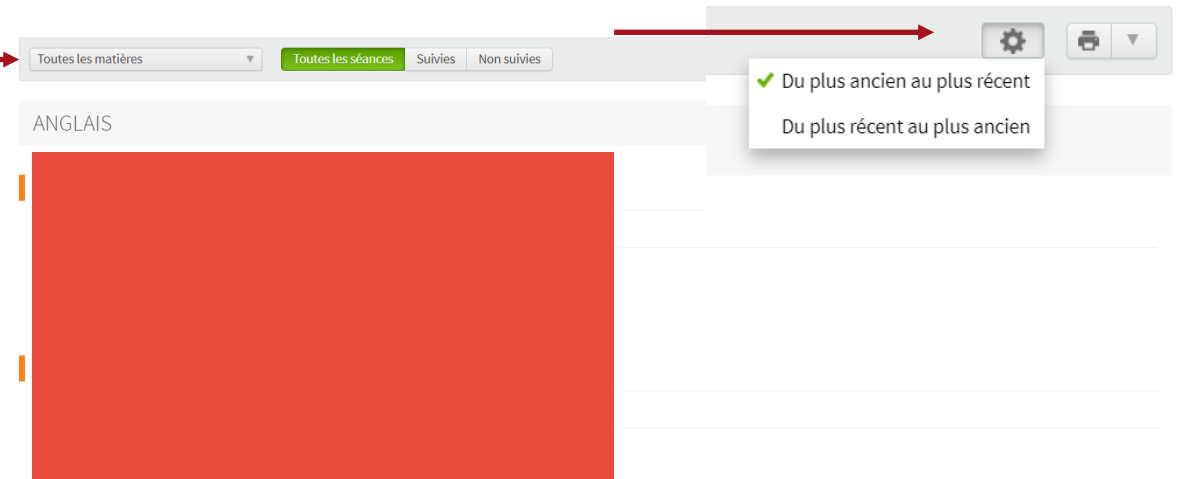 Toutes les matières
Toutes les séances Suivies Non suivies
Du plus ancien au plus récent
Du plus récent au plus ancien
ANGLAIS